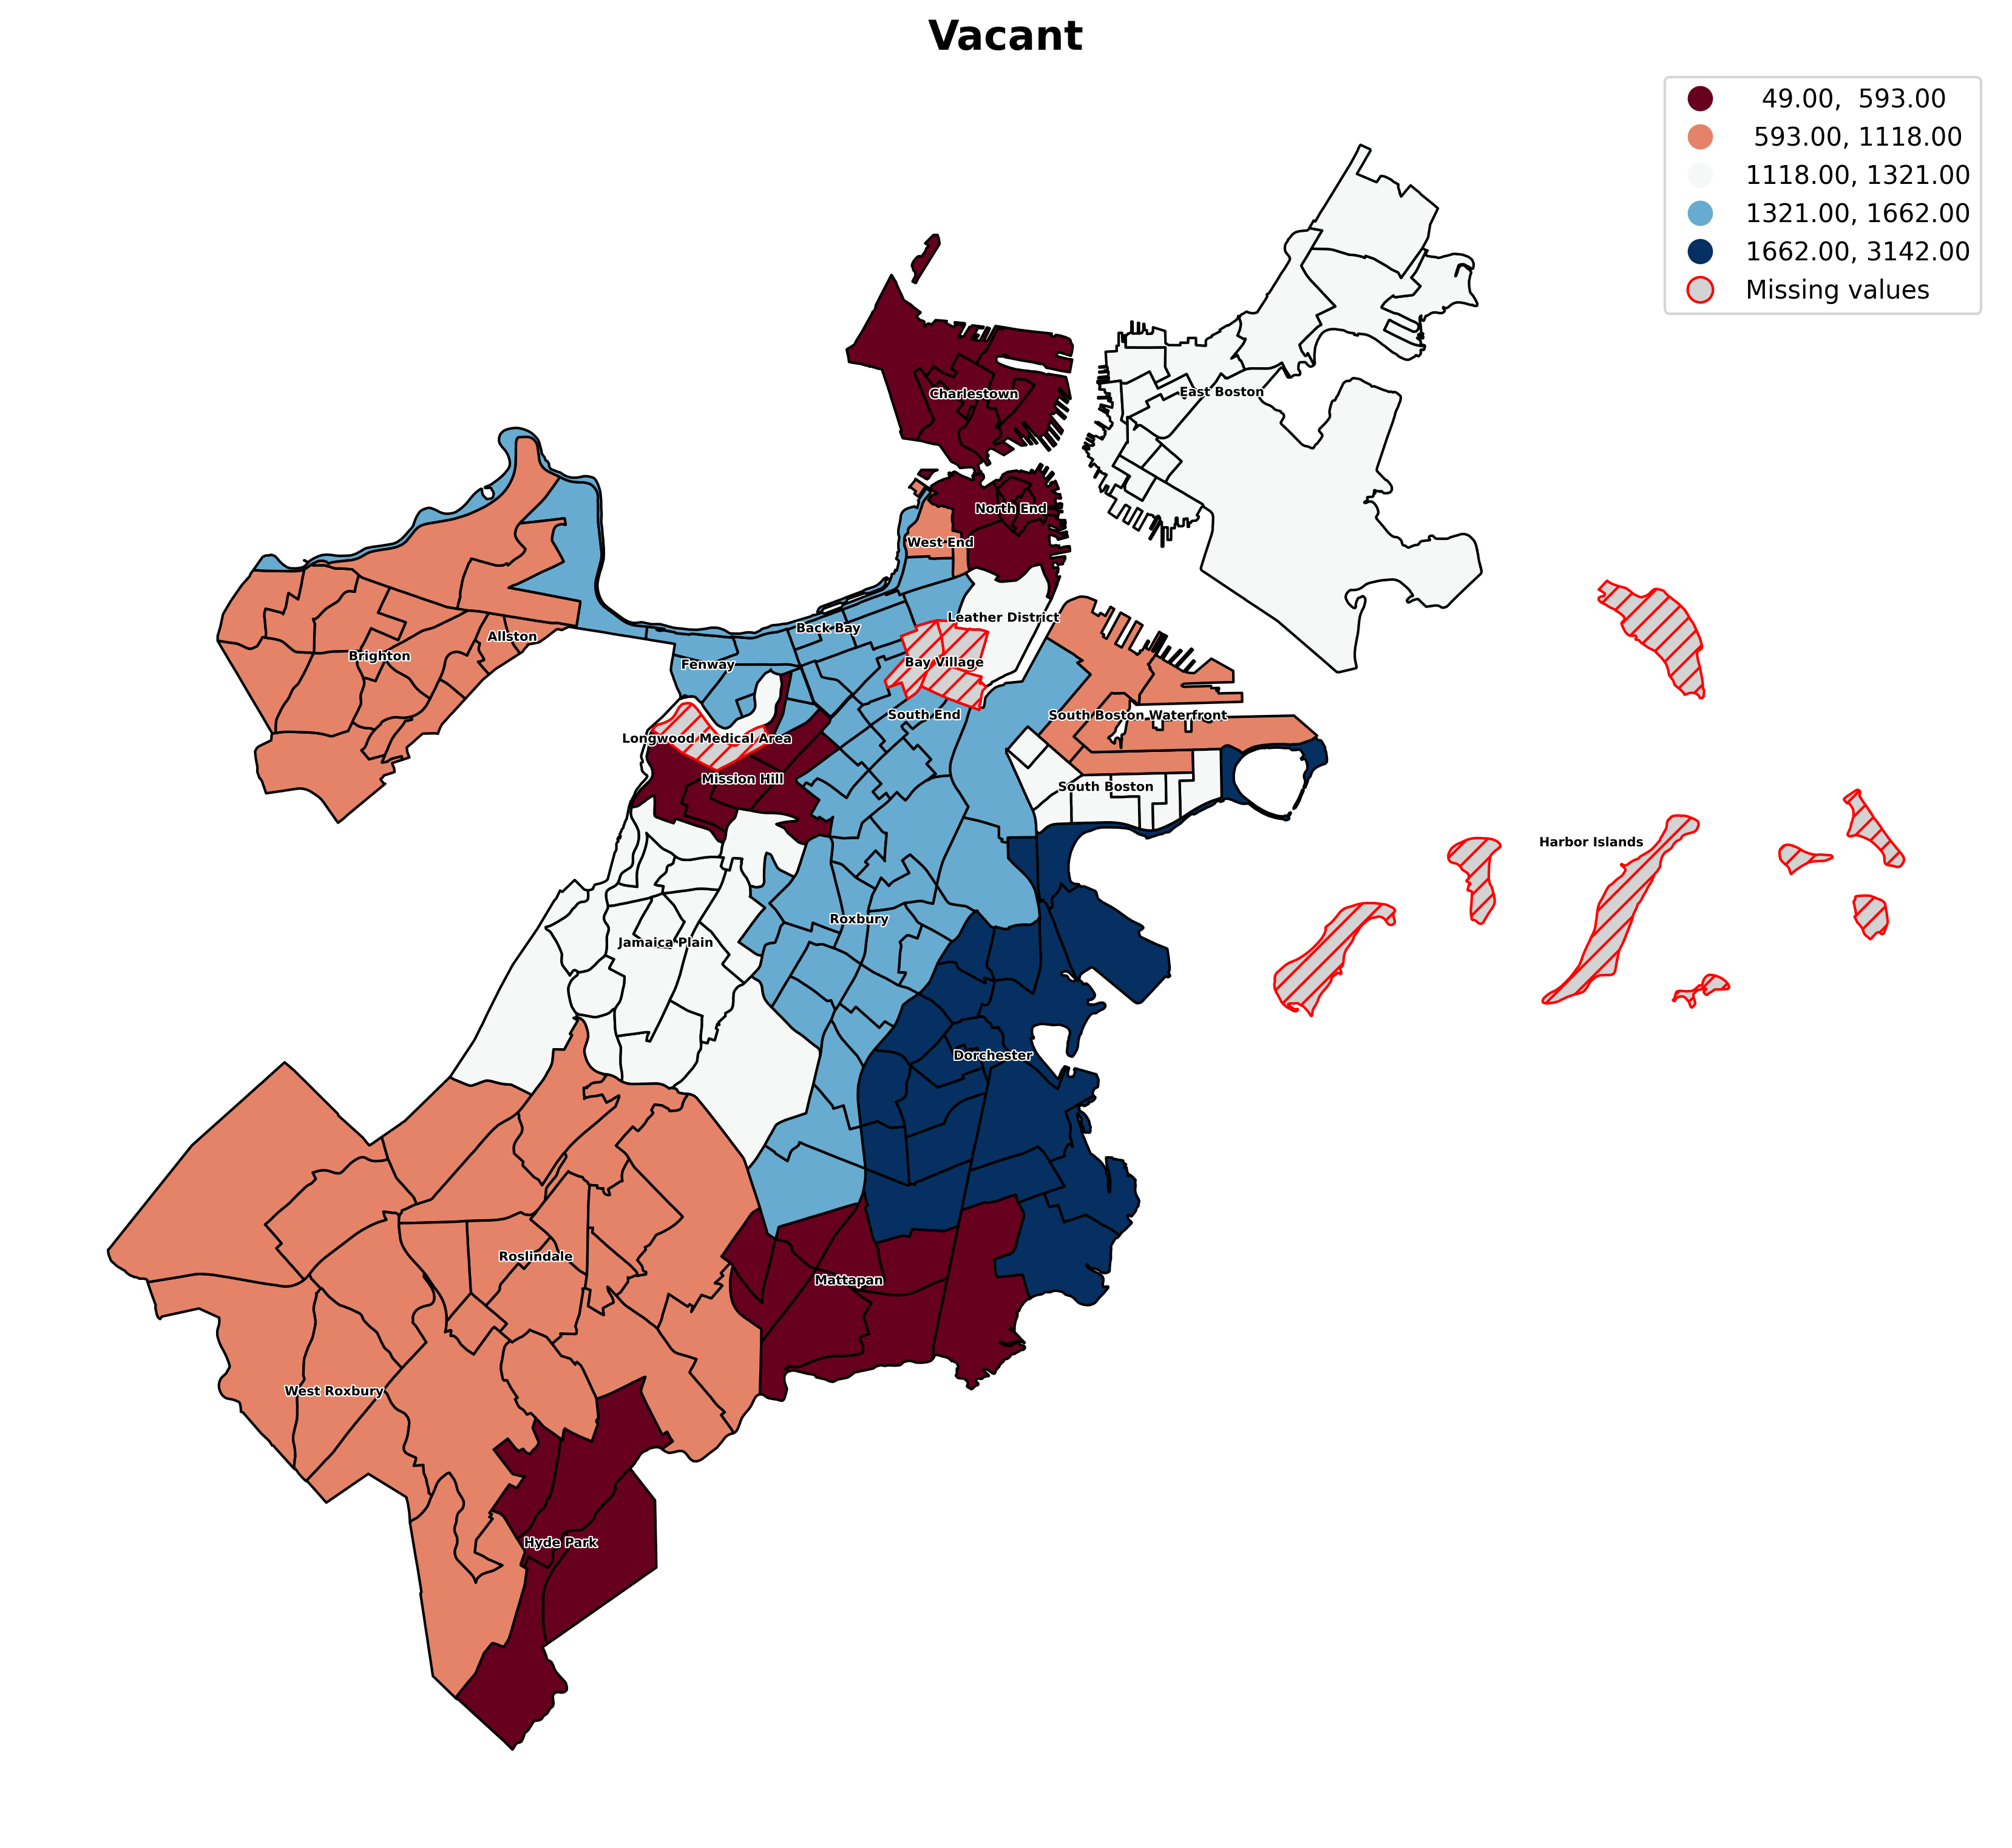 Vacant
49.00, 593.00
593.00, 1118.00
1118.00, 1321.00
1321.00, 1662.00
1662.00, 3142.00
Missing values
East Boston
Charlestown
North End
West End
Leather District
Back Bay
Allston
Brighton
Fenway
Bay Village
South End
South Boston Waterfront
Longwood Medical Area
Mission Hill
South Boston
Harbor Islands
Roxbury
Jamaica Plain
Dorchester
Roslindale
Mattapan
West Roxbury
Hyde Park